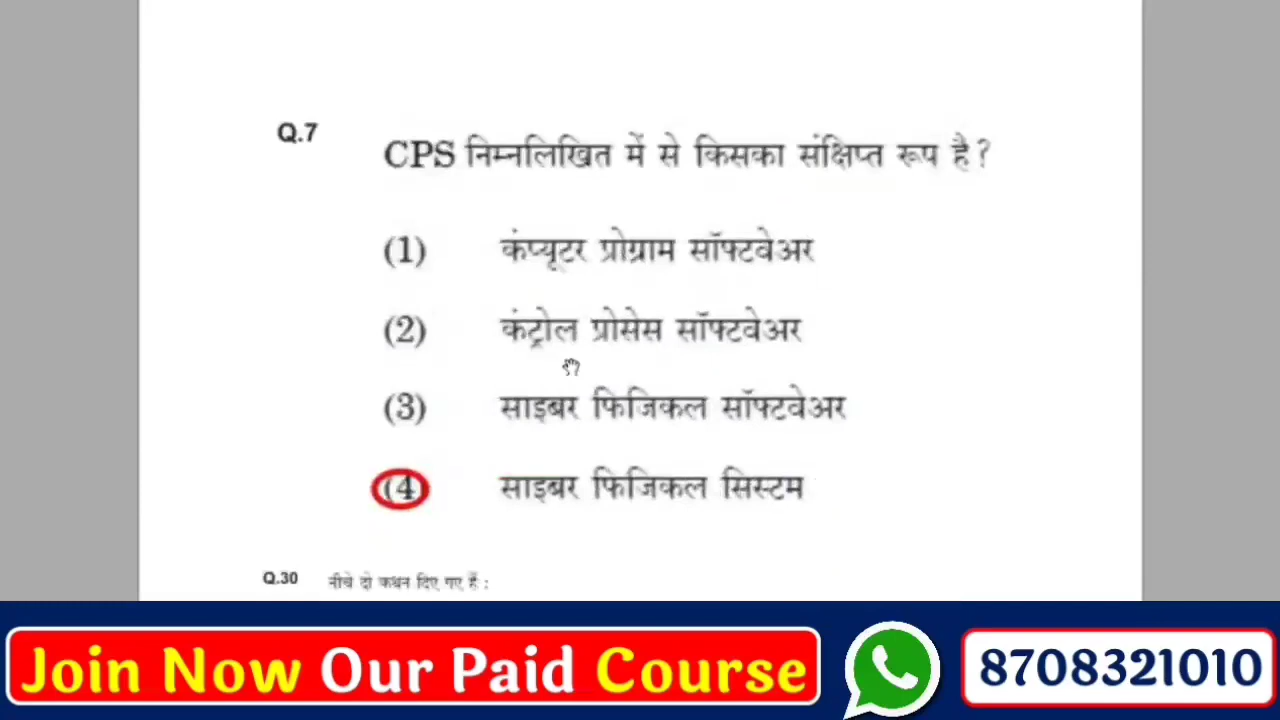 Q.7
CPS निम्नलिखित में से किसका संक्षिप्त रूप है?
(1) कंप्यूटर प्रोग्राम सॉफ्टवेअर
(2) कंट्रोल प्रोसेस सॉफ्टवेअर
(3) साइबर फिजिकल सॉफ्टवेअर
(4) साइबर फिजिकल सिस्टम
Q.30 नीचे दो कथन दिए गए हैं :
Join Now Our Paid Course
8708321010